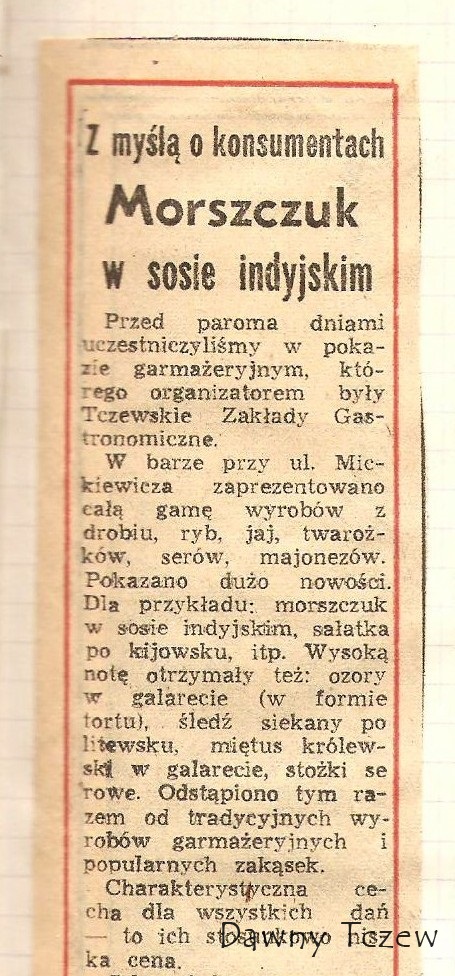 Z myślą o konsumentach
Morszczuk
w sosie indyjskim
Przed paroma dniami
uczestniczyliśmy w poka-
zie garmażeryjnym, któ-
rego organizatorem były
Tczewskie Zakłady Gas-
tronomiczne.
W barze przy ul. Mic-
kiewicza zaprezentowano
całą gamę wyrobów z
drobiu, ryb, jaj, twaroż-
ków, serów, majonezów.
Pokazano dużo nowości.
Dla przykładu: morszczuk
w sosie indyjskim, sałatka
po kijowsku, itp. Wysoką
notę otrzymały też: ozory
w galarecie (w formie
tortu), śledź siekany po
litewsku, miętus królew-
ski w galarecie, stożki se
rowe. Odstąpiono tym ra-
zem od tradycyjnych wy-
robów garmażeryjnych i
popularnych zakąsek.
Charakterystyczna ce-
cha dla wszystkich dań
— to ich stosunkowo nis-
ka cena.
Dawny Tczew